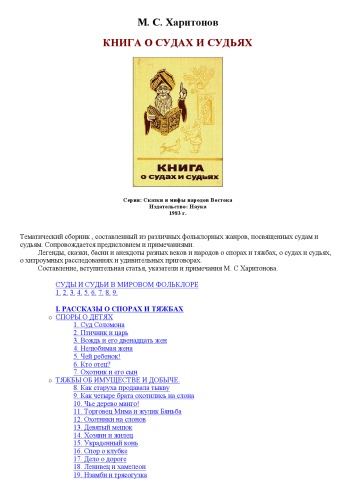 М. С. Харитонов
КНИГА О СУДАХ И СУДЬЯХ
КНИГА
о судах и судьях
Серия: Сказки и мифы народов Востока
Издательство: Наука
1983 г.
Тематический сборник , составленный из различных фольклорных жанров, посвященных судам и
судьям. Сопровождается предисловием и примечаниями.
Легенды, сказки, басни и анекдоты разных веков и народов о спорах и тяжбах, о судах и судьях,
о хитроумных расследованиях и удивительных приговорах.
Составление, вступительная статья, указатели и примечания М. С Харитонова.
СУДЫ И СУДЬИ В МИРОВОМ ФОЛЬКЛОРЕ
1. 2. 3. 4. 5. 6. 7. 8. 9.
I. РАССКАЗЫ О СПОРАХ И ТЯЖБАХ
СПОРЫ О ДЕТЯХ
1. Суд Соломона
2. Птичник и царь
3. Вождь и его двенадцать жен
4. Нелюбимая жена
5. Чей ребенок!
6. Кто отец?
7. Охотник и его сын
ТЯЖБЫ ОБ ИМУЩЕСТВЕ И ДОБЫЧЕ.
8. Как старуха продавала тыкву
9. Как четыре брата охотились на слона
10. Чье дерево манго!
11. Торговец Мима и жулик Баньба
12. Охотники на слонов
13. Девятый мешок
14. Хозяин и жилец
15. Украденный конь
16. Спор о клубке
17. Дело о дороге
18. Ленивец и хамелеон
19. Нзамби и трясогузка